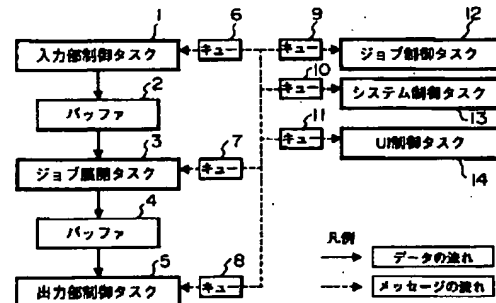 1
入力部制御タスク
2
バッファ
3
ジョブ展開タスク
4
バッファ
5
出力部制御タスク
6
キュー
7
キュー
8
キュー
9
キュー
10
キュー
11
キュー
12
ジョブ制御タスク
システム制御タスク
13
UI制御タスク
14
凡例
データの流れ
メッセージの流れ